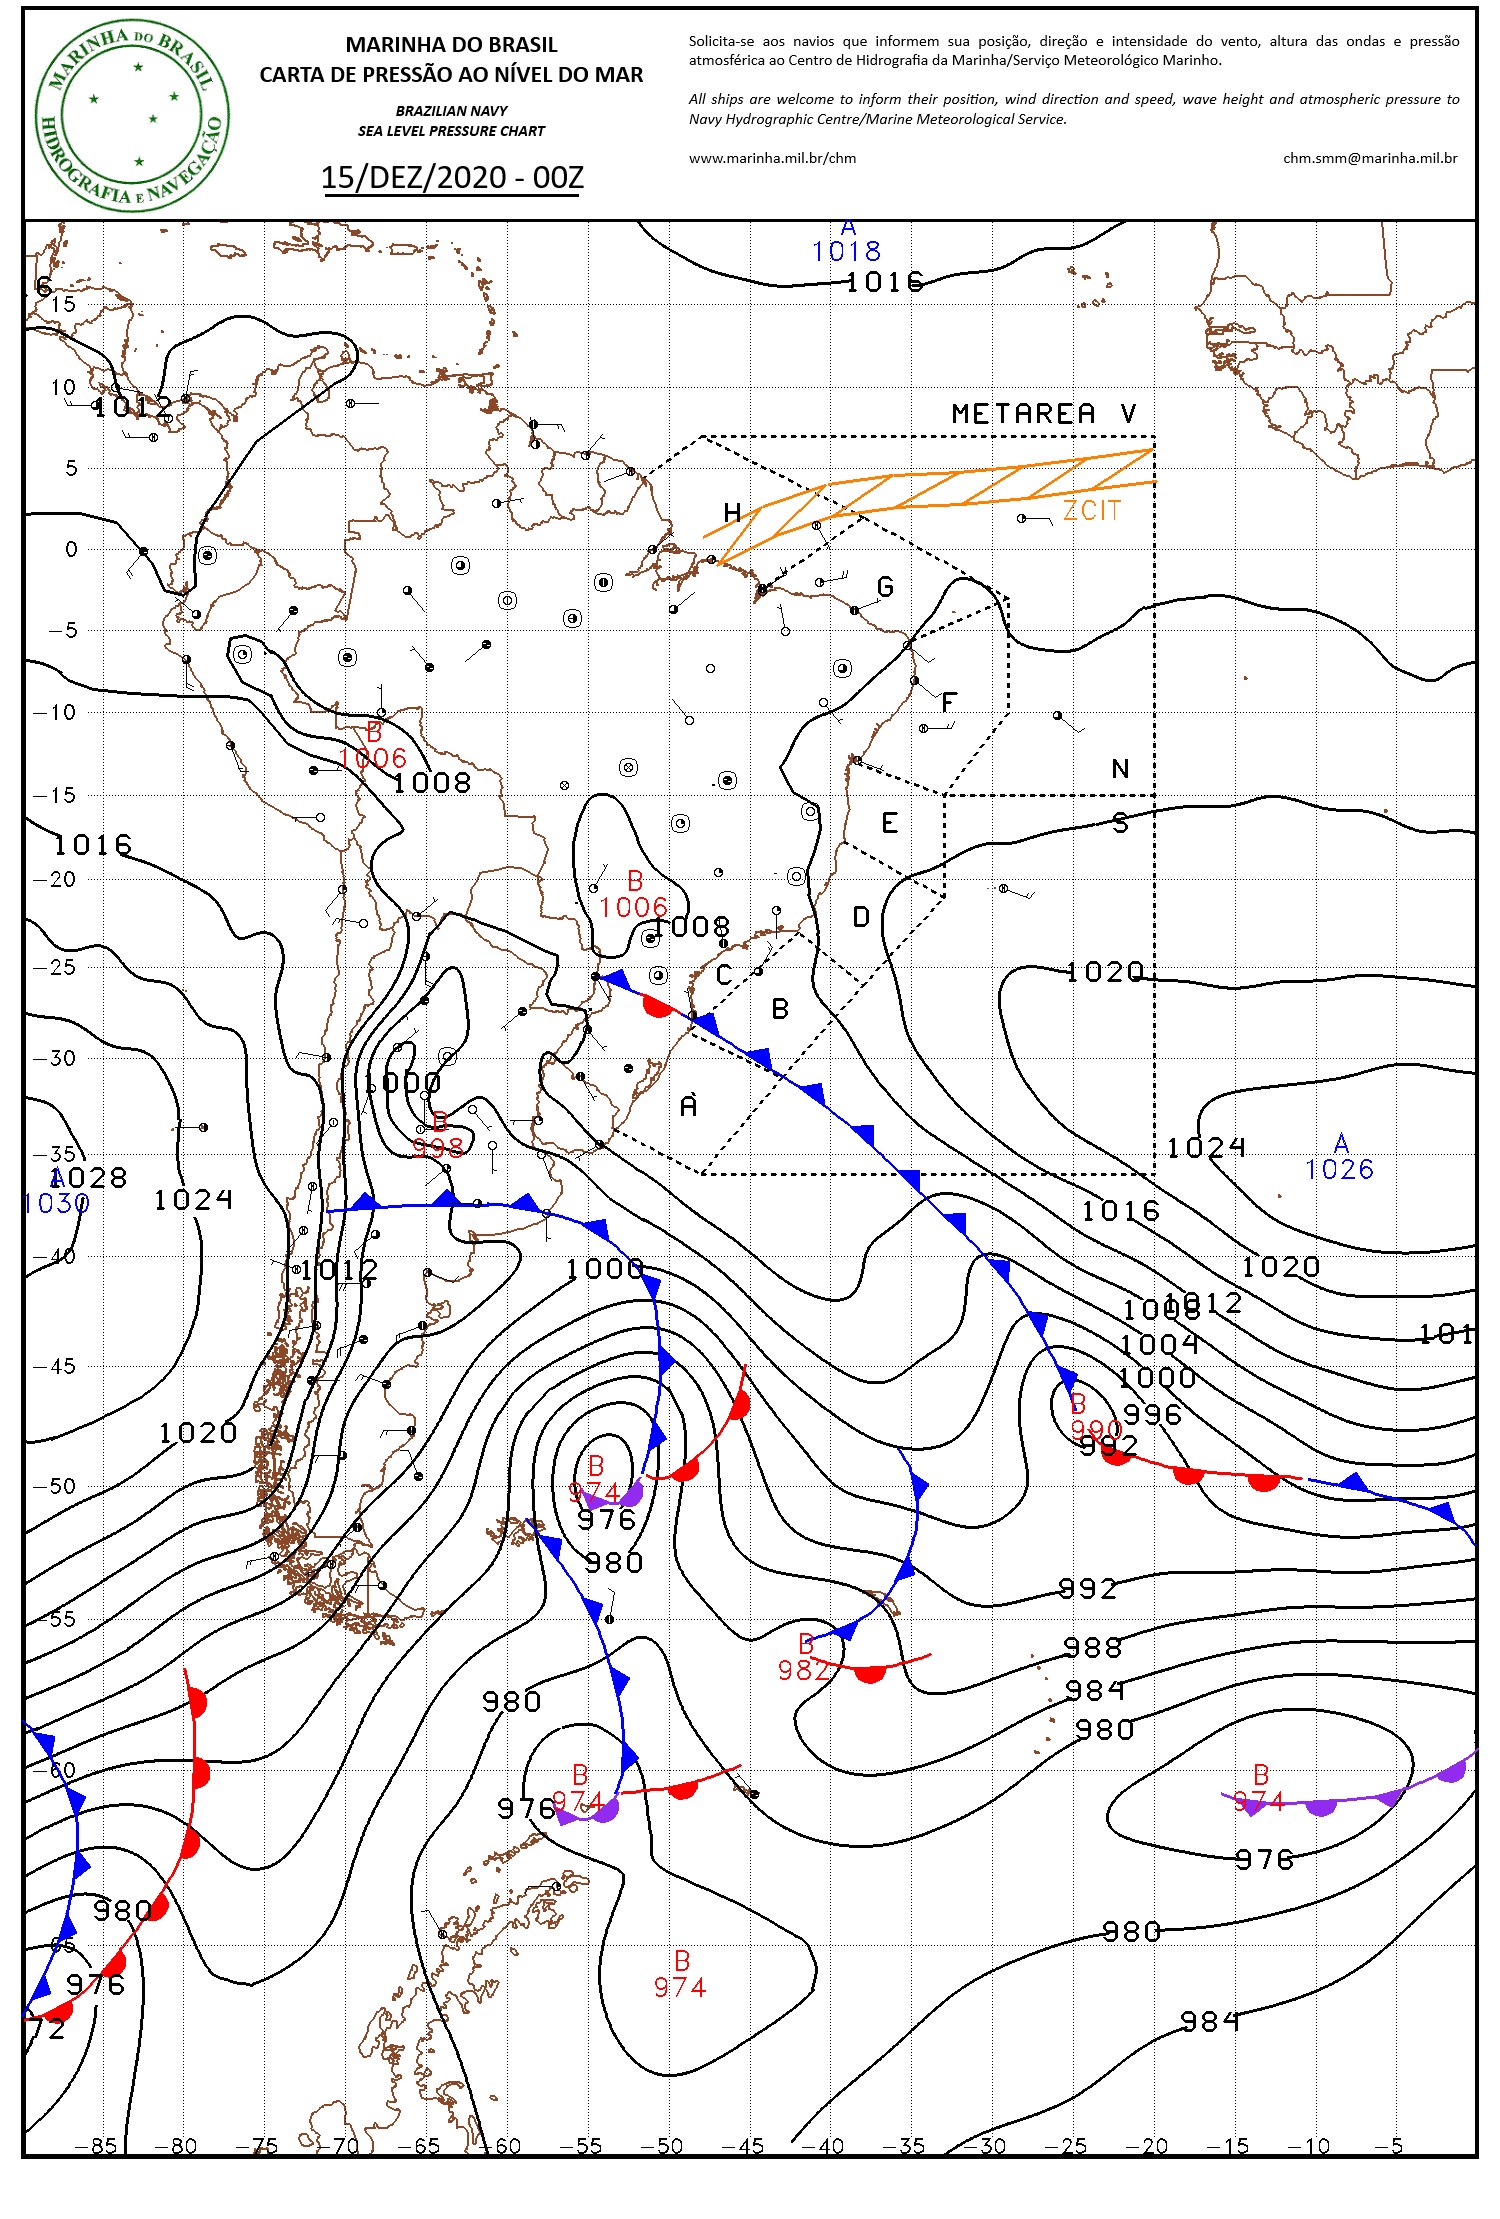 MARINHA DO BRASIL
HIDROGRAFIA E NAVEGAÇÃO
MARINHA DO BRASIL
CARTA DE PRESSÃO AO NÍVEL DO MAR
BRAZILIAN NAVY
SEA LEVEL PRESSURE CHART
15/DEZ/2020 - 00Z
Solicita-se aos navios que informem sua posição, direção e intensidade do vento, altura das ondas e pressão
atmosférica ao Centro de Hidrografia da Marinha/Serviço Meteorológico Marinho.
All ships are welcome to inform their position, wind direction and speed, wave height and atmospheric pressure to
Navy Hydrographic Centre/Marine Meteorological Service.
www.marinha.mil.br/chm
chm.smm@marinha.mil.br
A
1018
1016
6
15
10
1012
METAREA V
5
H
ZCIT
0
G
-5
F
-10
B
1006
1008
N
-15
E
S
1016
-20
B
1006
1008
D
-25
C
1020
B
-30
1000
A
B
998
-35
1024
A
1026
1028
A
1030
1024
1016
-40
1012
1000
1020
1008
1012
1004
101
-45
1000
B
990
996
992
1020
B
974
-50
976
980
992
-55
B
982
988
984
980
980
-60
B
974
976
B
974
976
980
980
-65
B
974
976
984
72
-85
-80
-75
-70
-65
-60
-55
-50
-45
-40
-35
-30
-25
-20
-15
-10
-5